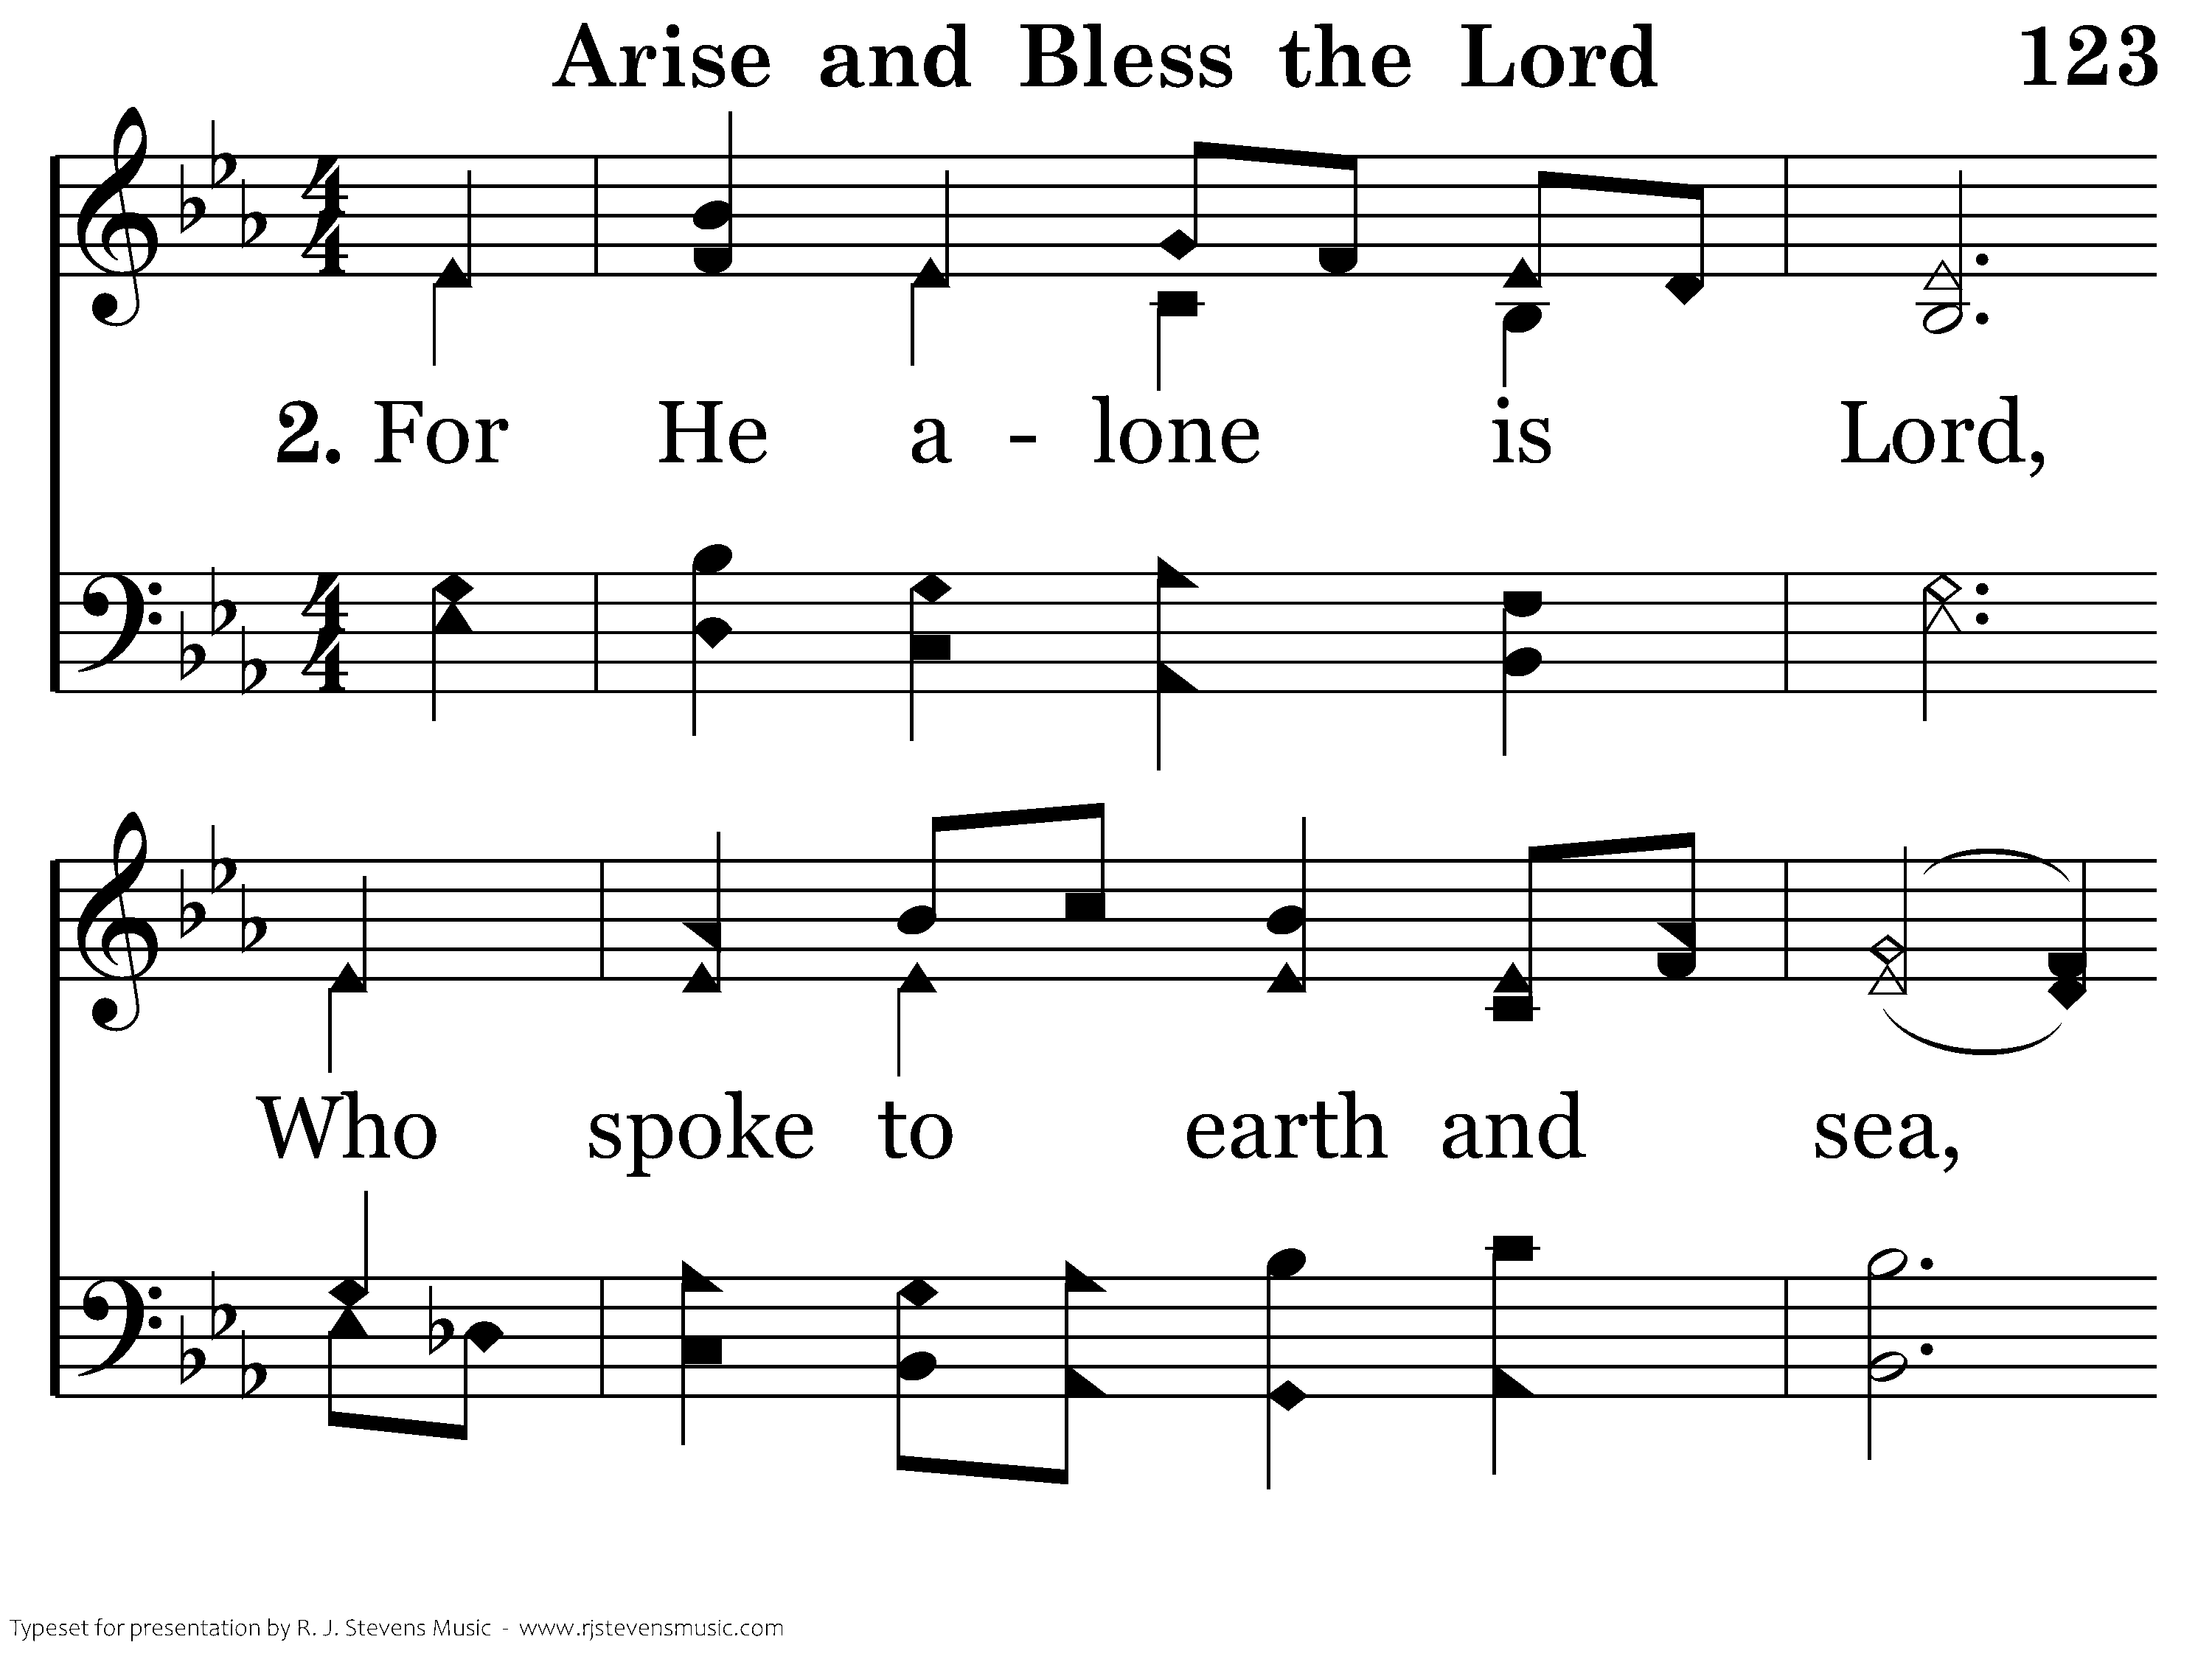 Arise and Bless the Lord 123
2. For He a - lone is Lord,
Who spoke to earth and sea,
Typeset for presentation by R. J. Stevens Music - www.rjstevensmusic.com